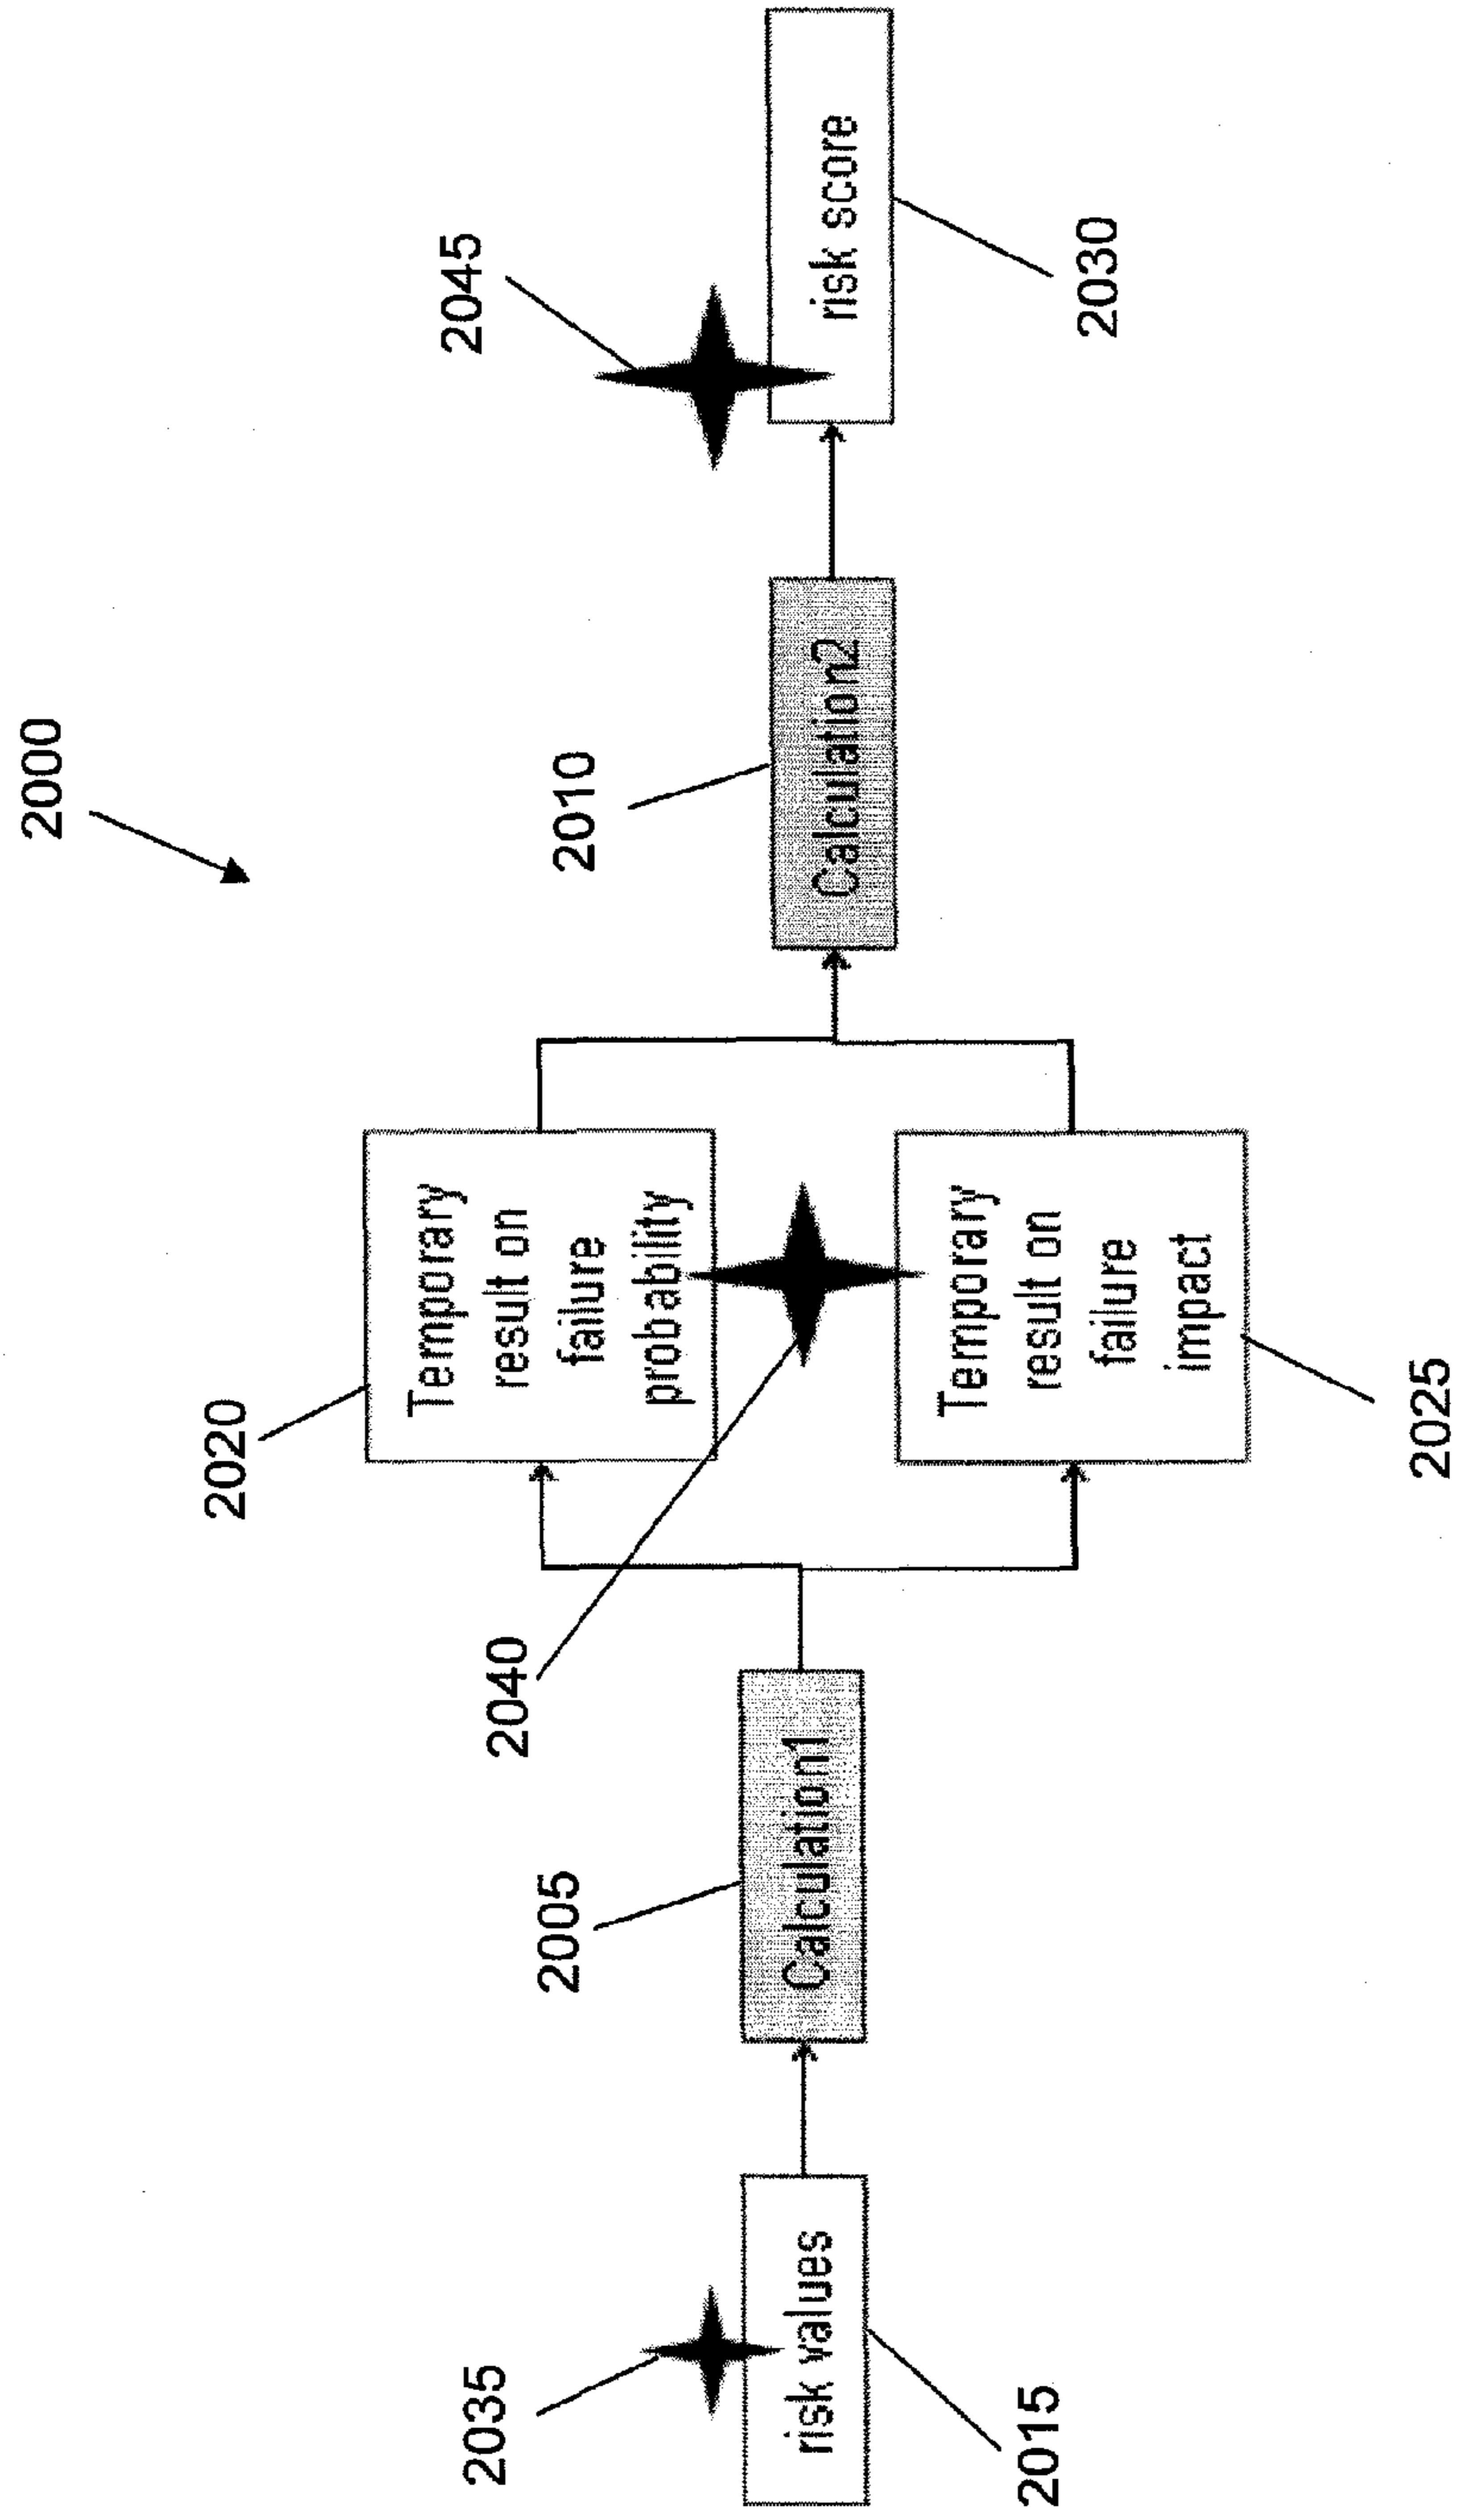 2000
2045
risk score
2030
2010
Calculation2
2020
Temporary
result on
failure
probability
2040
Temporary
result on
failure
impact
2025
2005
Calculation1
2035
risk values
2015